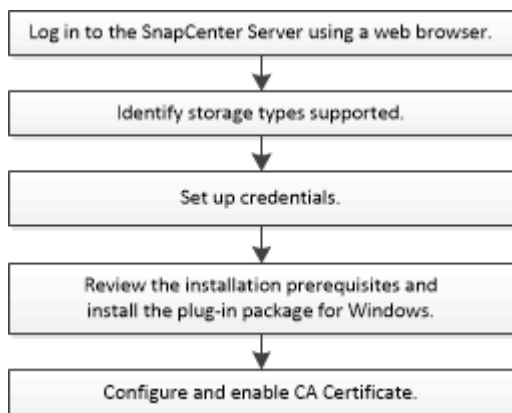 Log in to the SnapCenter Server using a web browser.
Identify storage types supported.
Set up credentials.
Review the installation prerequisites and
install the plug-in package for Windows.
Configure and enable CA Certificate.